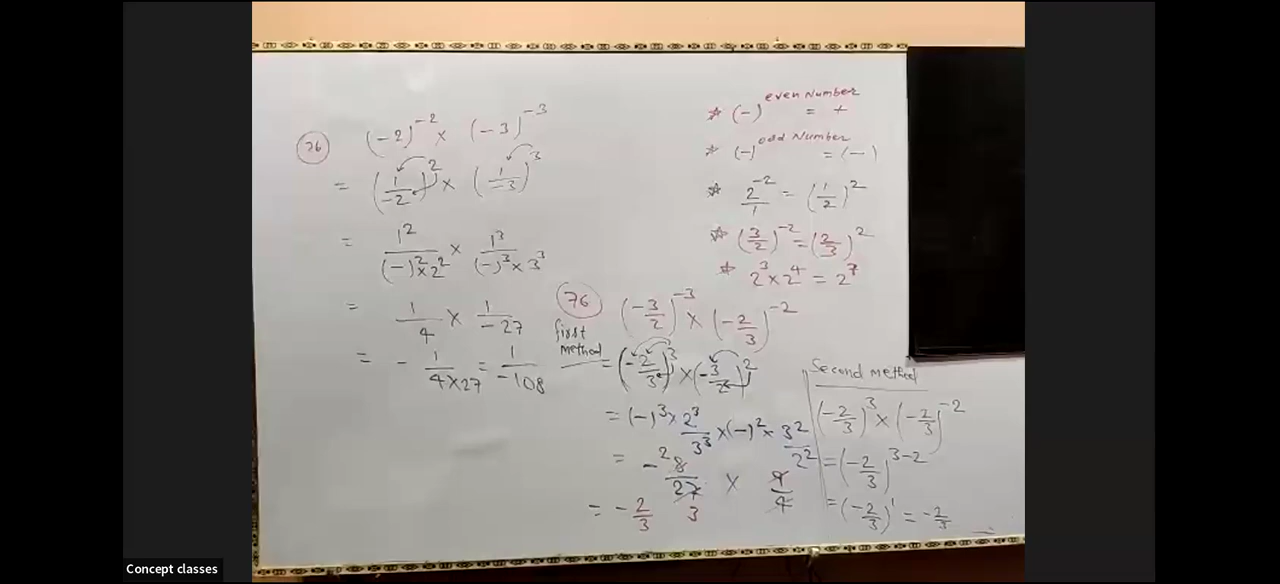 76 (-2)^-2 × (-3)^-3
= (1/-2)^2 × (1/-3)^3
= 1^2/((-)^2×2^2) × 1^3/((-)^3×3^3)
= 1/4 × 1/-27
= - 1/(4×27) = 1/-108
☆ (-)^even Number = +
☆ (-)^odd Number = (-)
☆ 2^-2/1 = (1/2)^2
☆ (3/2)^-2 = (2/3)^2
☆ 2^3 × 2^4 = 2^7
76 (-3/2)^-3 × (-2/3)^-2
first method
= (-2/3)^3 × (-3/2)^2
= (-)^3 × 2^3/3^3 × (-)^2 × 3^2/2^2
= - 8/27 × 9/4
2
3
= - 2/3
Second method
(-2/3)^3 × (-2/3)^-2
= (-2/3)^3-2
= (-2/3)^1 = -2/3
Concept classes